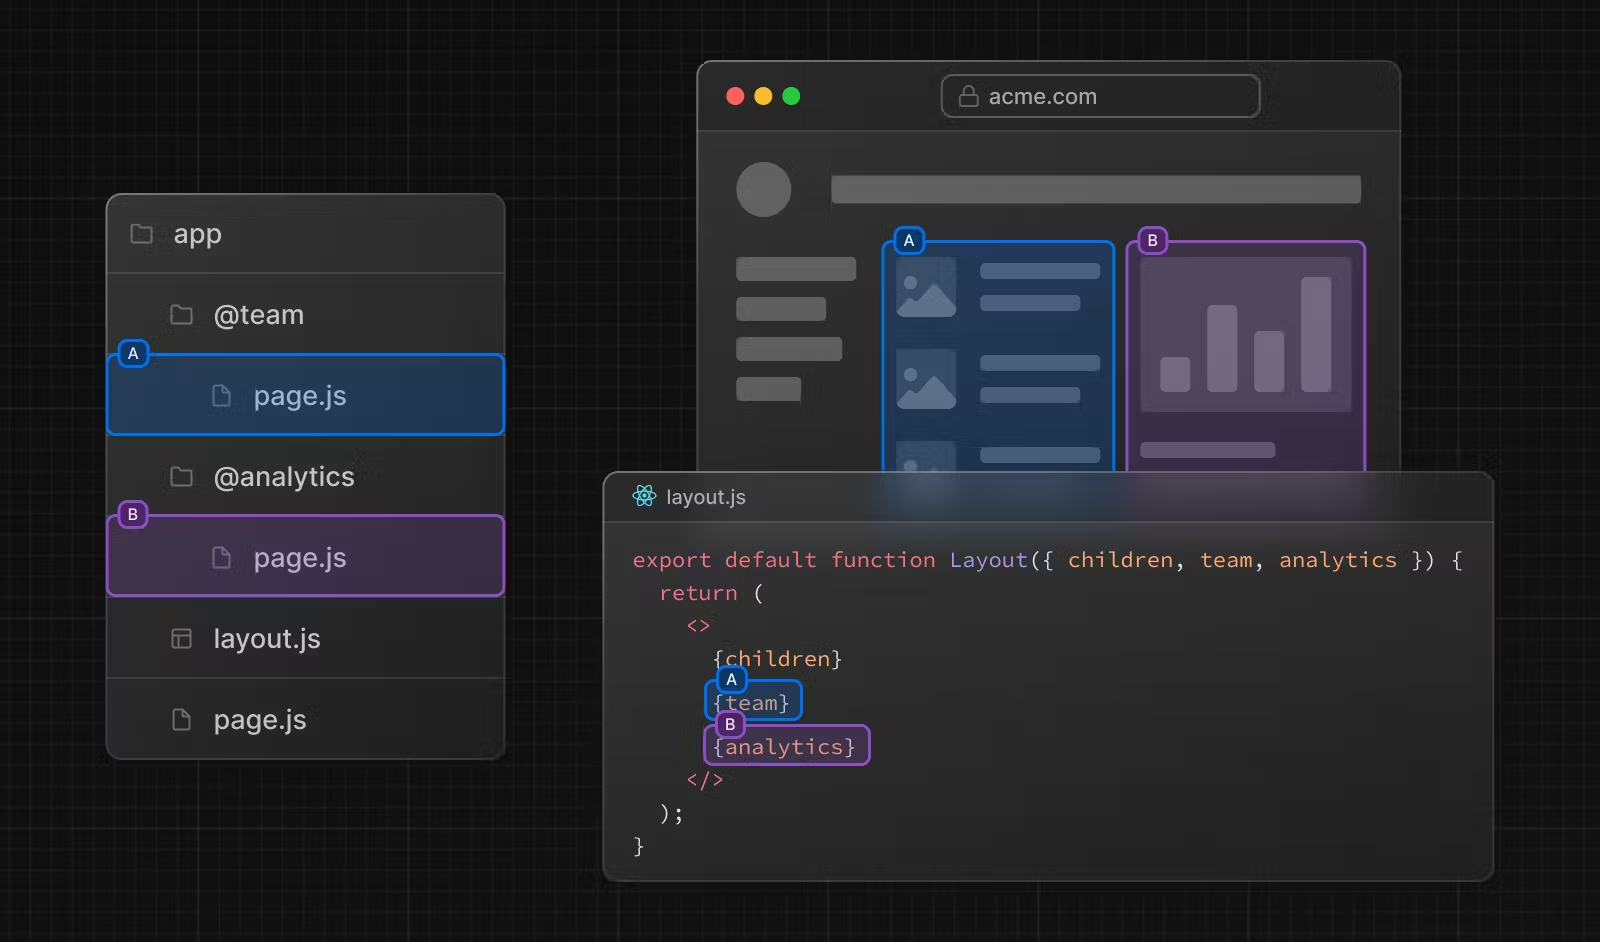 app
@team
A
page.js
@analytics
B
page.js
layout.js
page.js
acme.com
A
B
layout.js
export default function Layout({ children, team, analytics }) {
return (
<>
{children}
A
{team}
B
{analytics}
</>
);
}